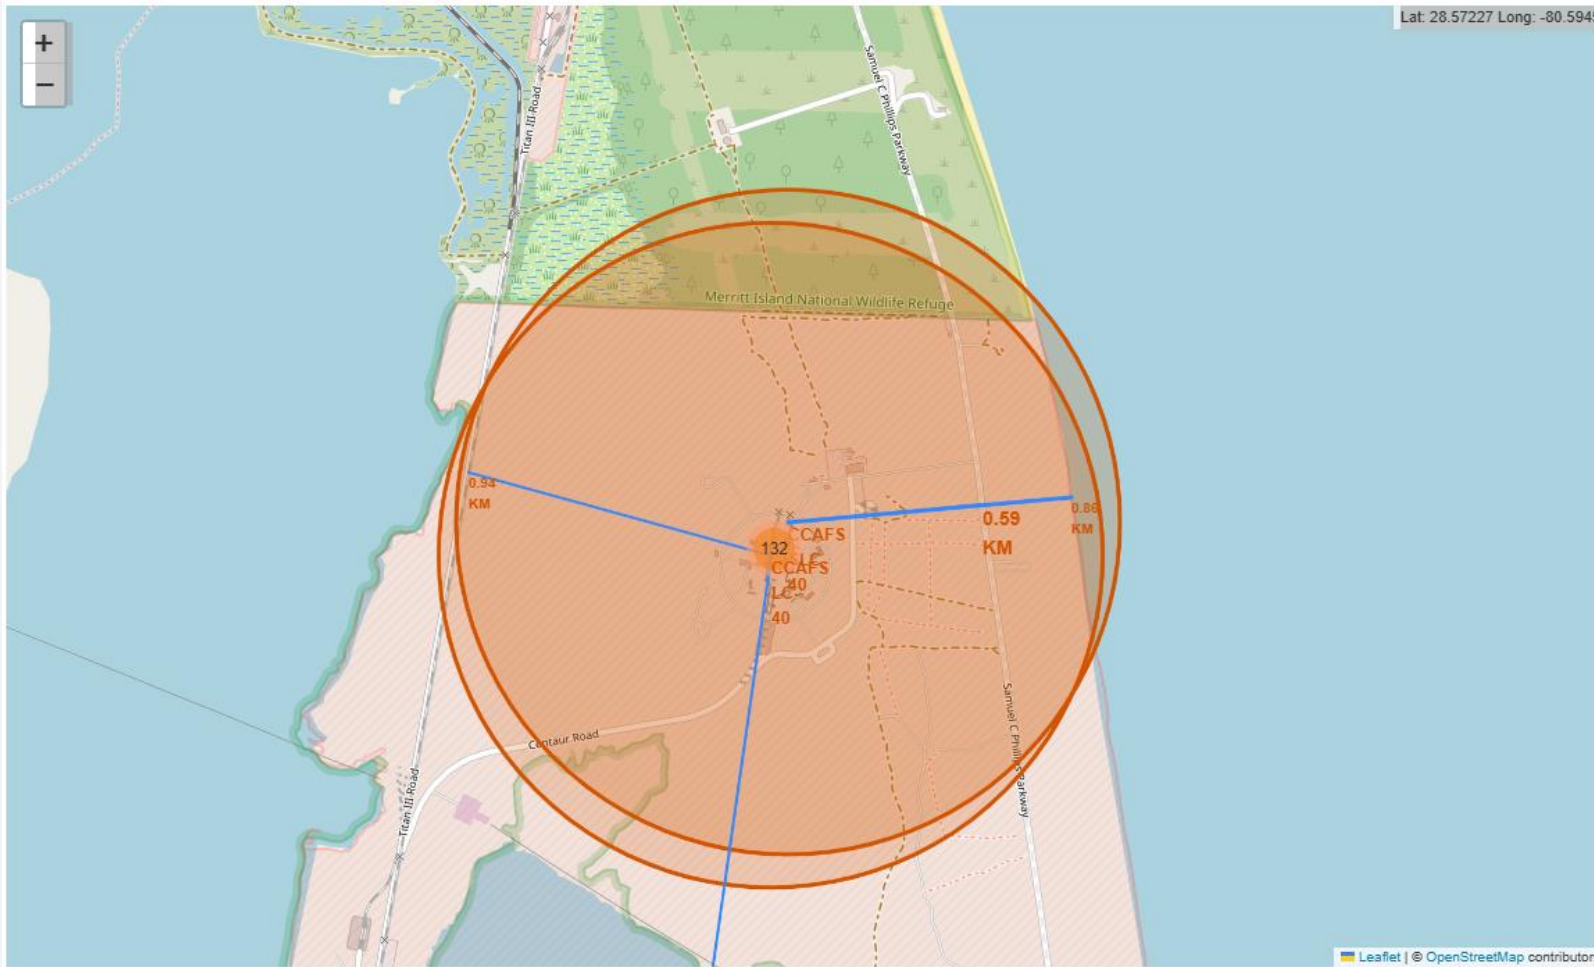 +
−
Lat: 28.57227 Long: -80.5945
Titan III Road
Samuel C Phillips Parkway
Merritt Island National Wildlife Refuge
0.94
KM
0.86
KM
0.59
KM
132
CCAFS
SLC-
40
CCAFS
LC-
40
Centaur Road
Samuel C Phillips Parkway
Titan III Road
Leaflet | © OpenStreetMap contributor